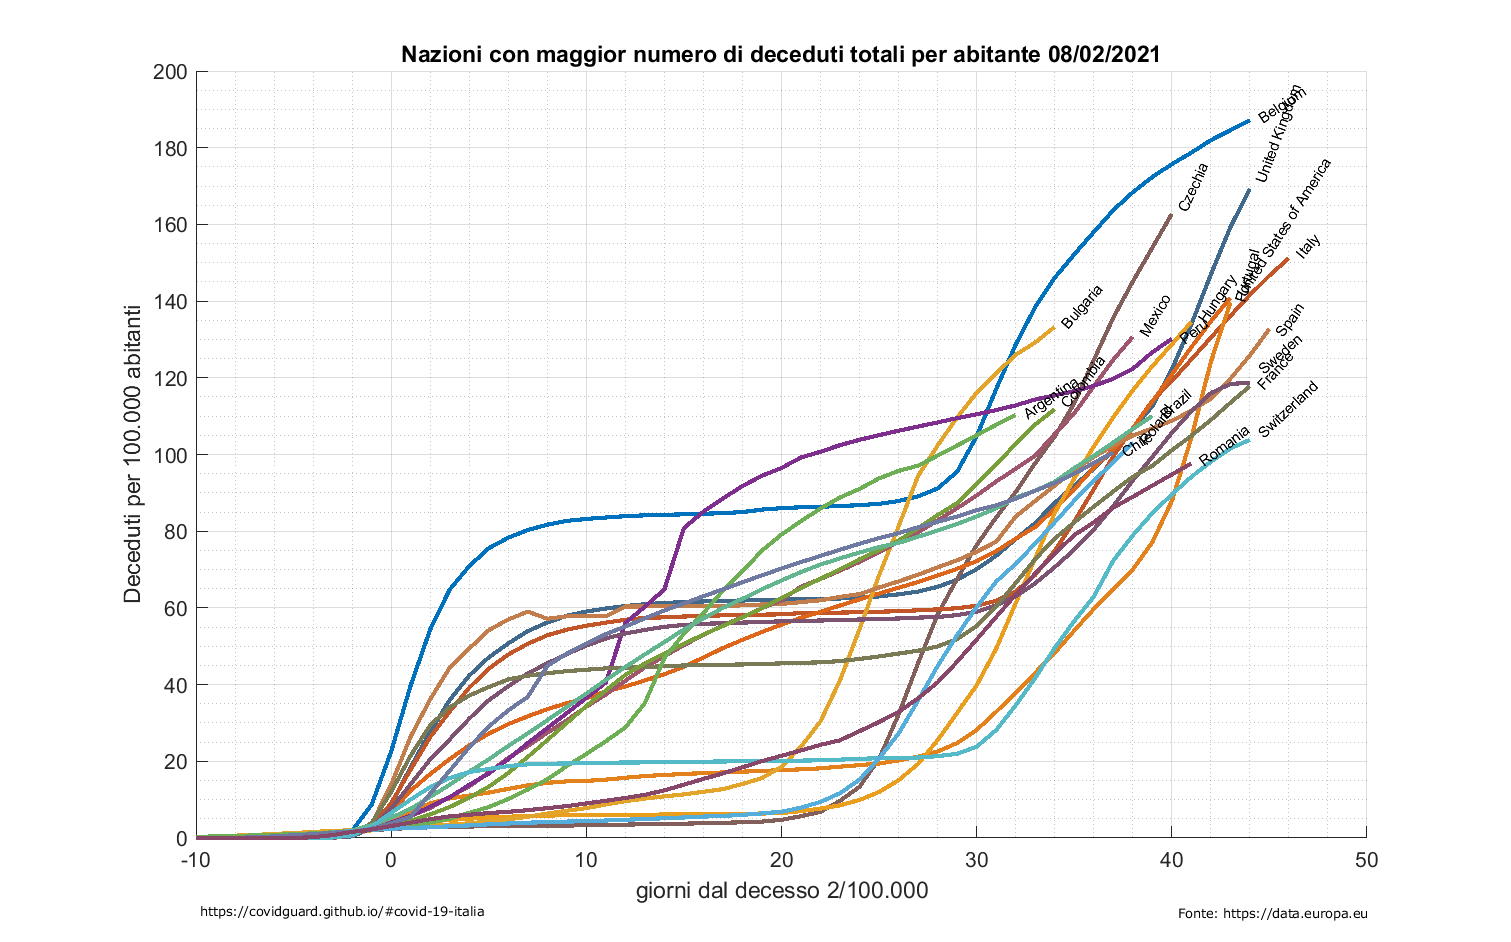 Nazioni con maggior numero di deceduti totali per abitante 08/02/2021
200
180
160
140
120
100
80
60
40
20
0
Deceduti per 100.000 abitanti
-10
0
10
20
30
40
50
giorni dal decesso 2/100.000
Belgium
United Kingdom
Czechia
United States of America
Italy
Portugal
Hungary
Mexico
Bulgaria
Peru
Spain
Sweden
France
Colombia
Argentina
Brazil
Poland
Chile
Switzerland
Romania
https://covidguard.github.io/#covid-19-italia
Fonte: https://data.europa.eu